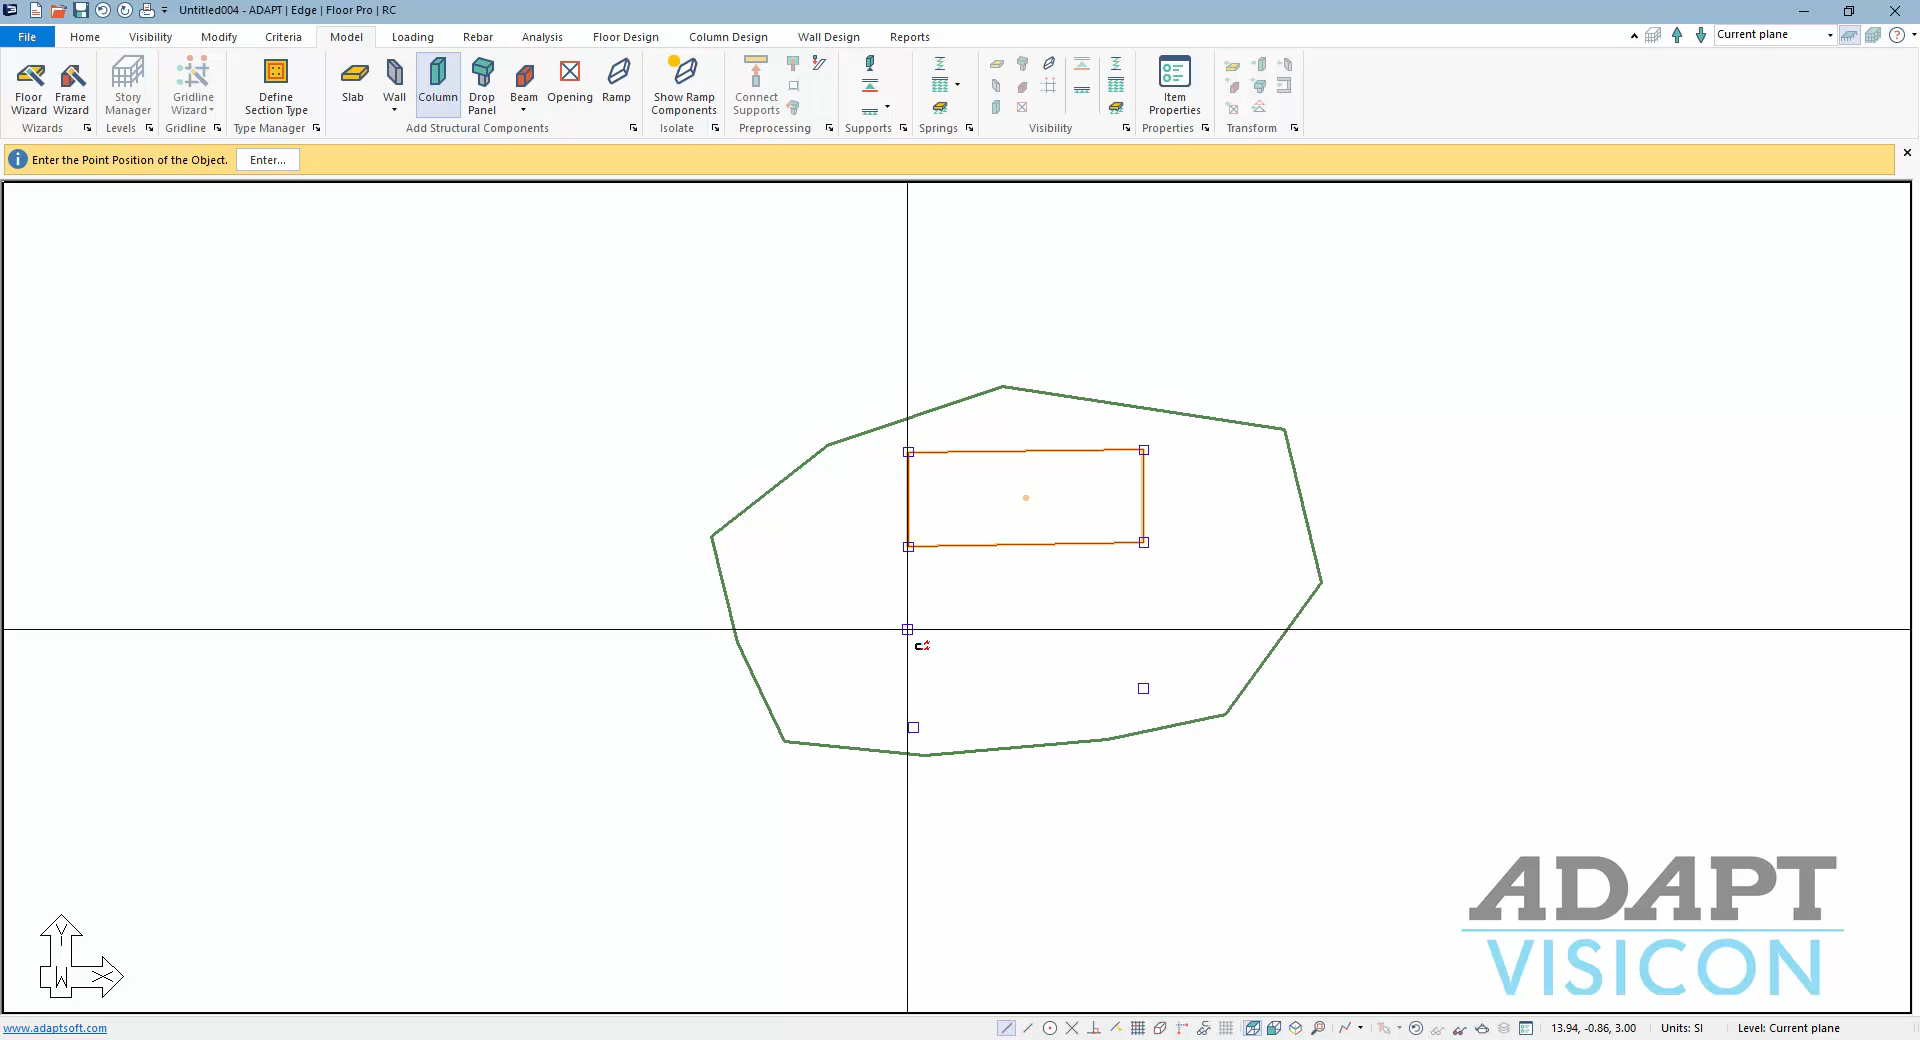 Untitled004 - ADAPT | Edge | Floor Pro | RC
File Home Visibility Modify Criteria Model Loading Rebar Analysis Floor Design Column Design Wall Design Reports
Current plane
Floor Wizard
Frame Wizard
Story Manager
Gridline Wizard
Define Section Type
Slab
Wall
Column
Drop Panel
Beam
Opening
Ramp
Show Ramp Components
Connect Supports
Item Properties
Wizards Levels Gridline Type Manager Add Structural Components Isolate Preprocessing Supports Springs Visibility Properties Transform
Enter the Point Position of the Object. Enter...
Y
W X
ADAPT
VISICON
www.adaptsoft.com 13.94, -0.86, 3.00 Units: SI Level: Current plane